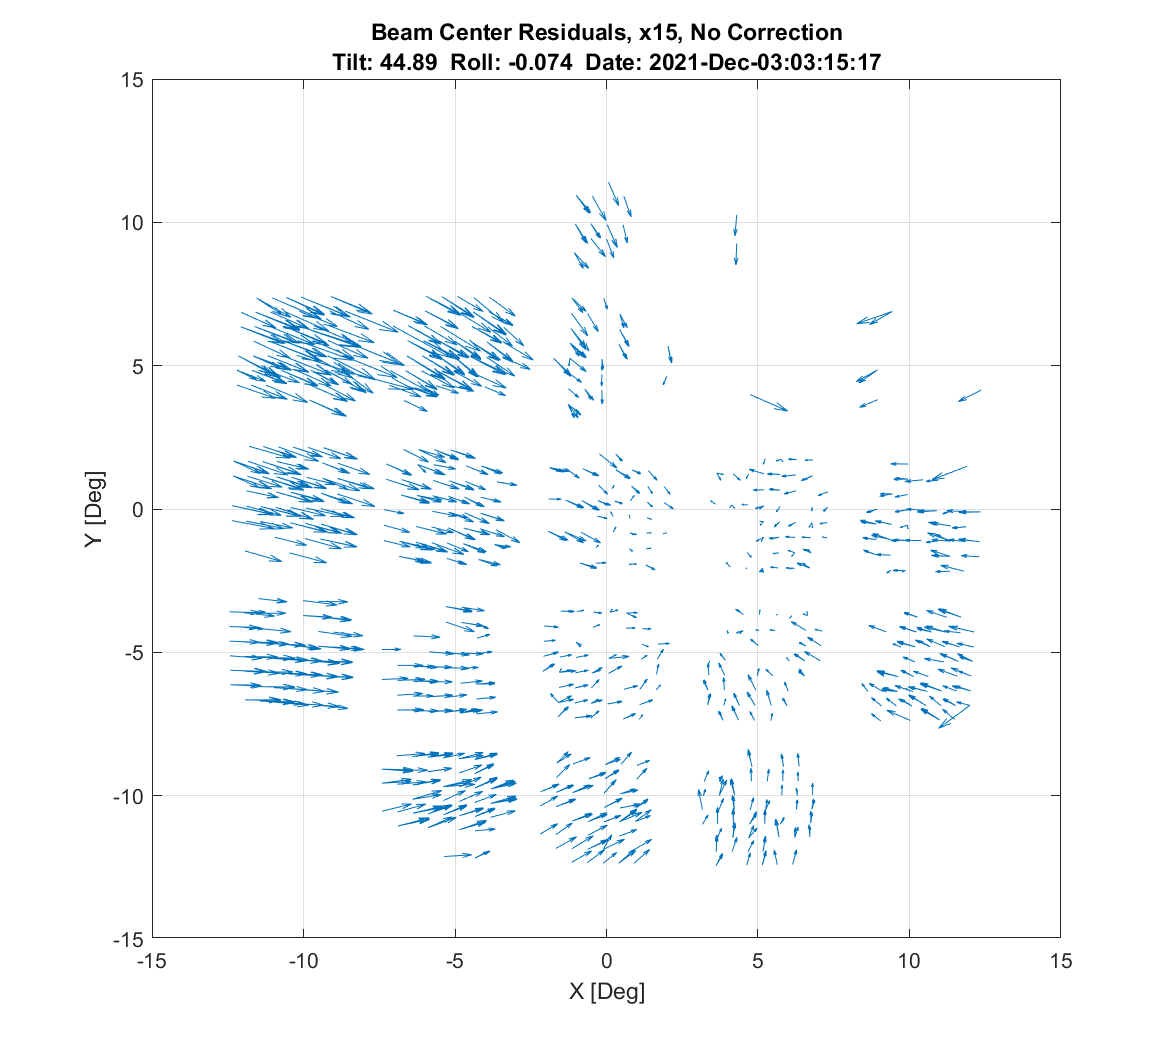 Beam Center Residuals, x15, No Correction
Tilt: 44.89  Roll: -0.074  Date: 2021-Dec-03:03:15:17
15
10
5
0
-5
-10
-15
Y [Deg]
-15 -10 -5 0 5 10 15
X [Deg]